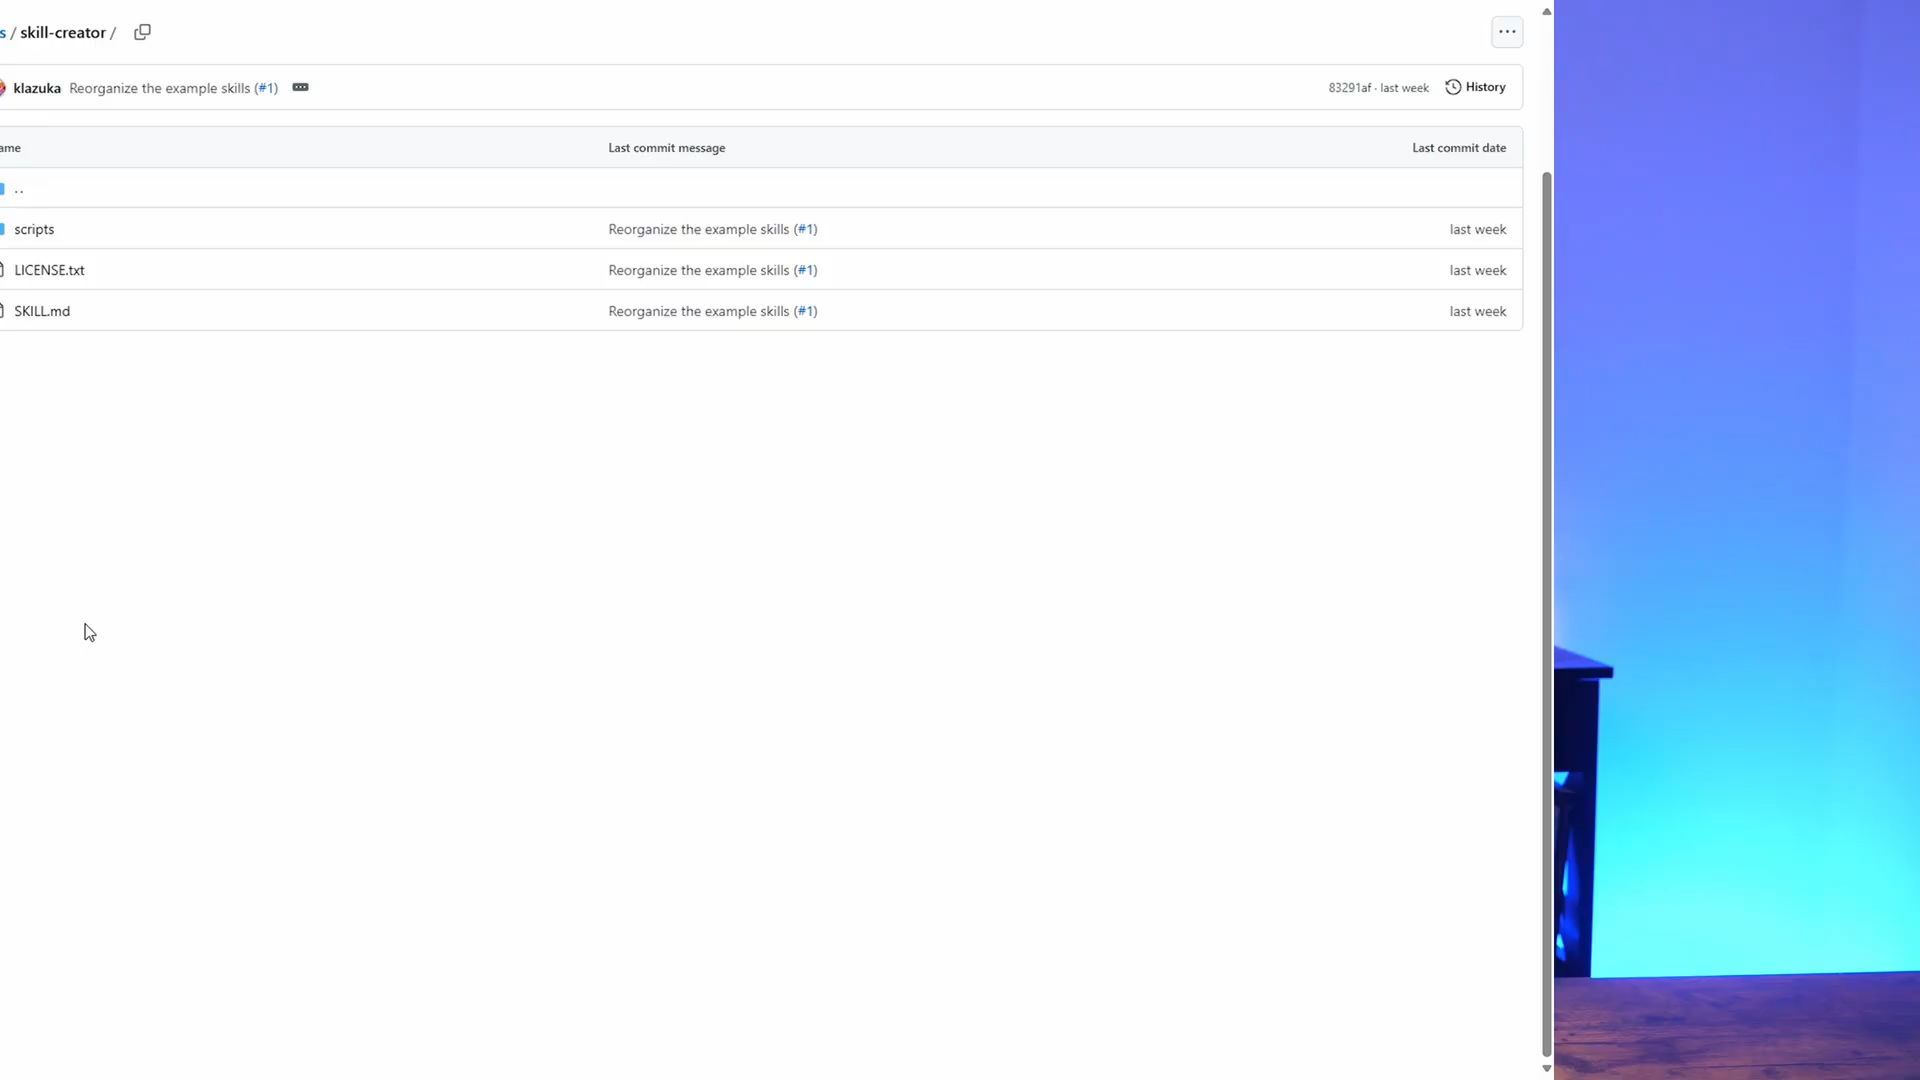 s / skill-creator /
klazuka Reorganize the example skills (#1) 83291af · last week History
ame Last commit message Last commit date
..
scripts Reorganize the example skills (#1) last week
LICENSE.txt Reorganize the example skills (#1) last week
SKILL.md Reorganize the example skills (#1) last week